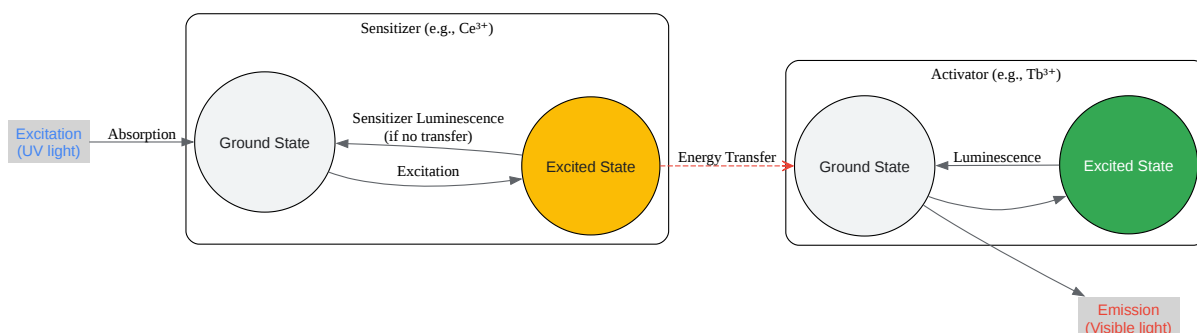 Sensitizer (e.g., Ce³⁺)
Activator (e.g., Tb³⁺)
Excitation
(UV light)
Absorption
Ground State
Sensitizer Luminescence
(if no transfer)
Excitation
Excited State
Energy Transfer
Ground State
Luminescence
Excited State
Emission
(Visible light)